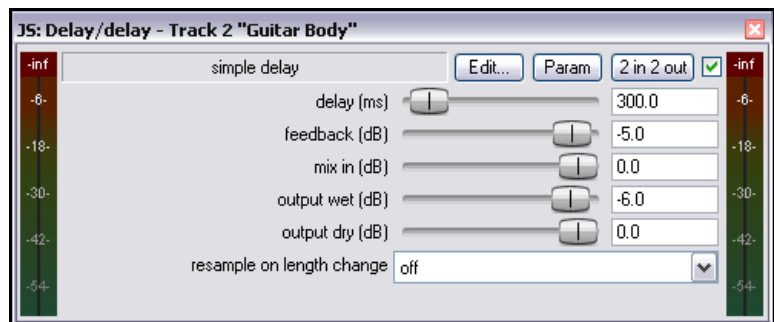 JS: Delay/delay - Track 2 "Guitar Body"
-inf simple delay Edit... Param 2 in 2 out -inf
-6- delay (ms) 300.0 -6-
feedback (dB) -5.0
-18- -18-
mix in (dB) 0.0
-30- output wet (dB) -6.0 -30-
output dry (dB) 0.0
-42- -42-
resample on length change off
-54- -54-